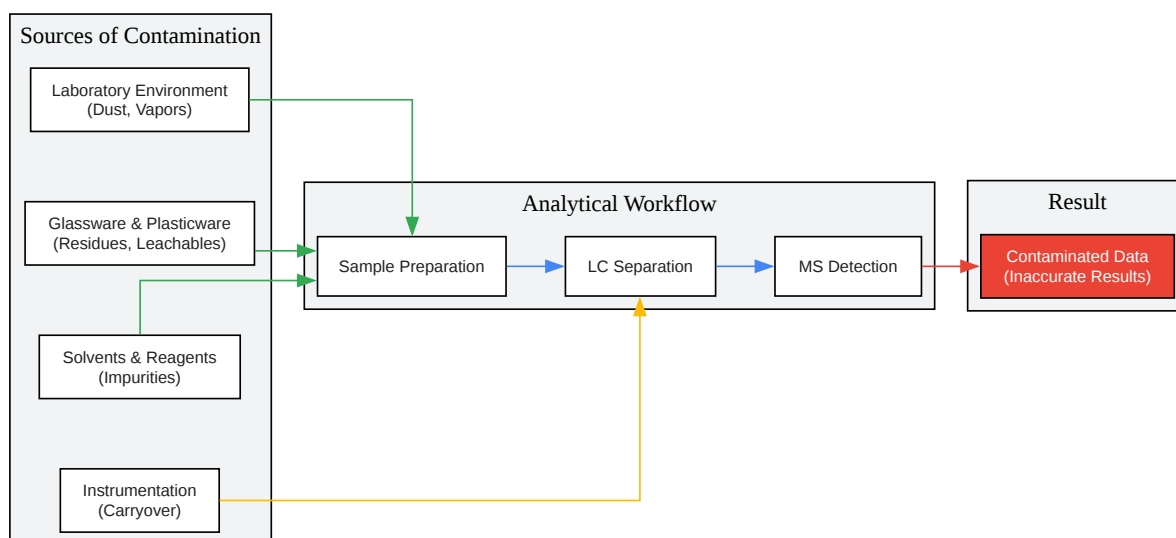 Sources of Contamination
Laboratory Environment
(Dust, Vapors)
Glassware & Plasticware
(Residues, Leachables)
Solvents & Reagents
(Impurities)
Instrumentation
(Carryover)
Analytical Workflow
Sample Preparation
LC Separation
MS Detection
Result
Contaminated Data
(Inaccurate Results)